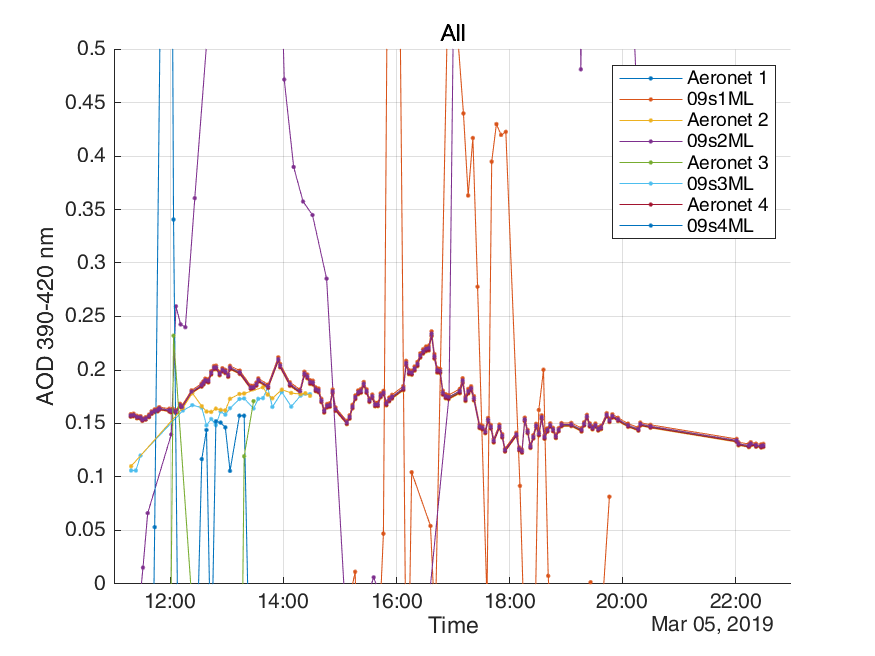 All
0.5
0.45
0.4
0.35
0.3
0.25
0.2
0.15
0.1
0.05
0
AOD 390-420 nm
Aeronet 1
09s1ML
Aeronet 2
09s2ML
Aeronet 3
09s3ML
Aeronet 4
09s4ML
12:00 14:00 16:00 18:00 20:00 22:00
Time
Mar 05, 2019